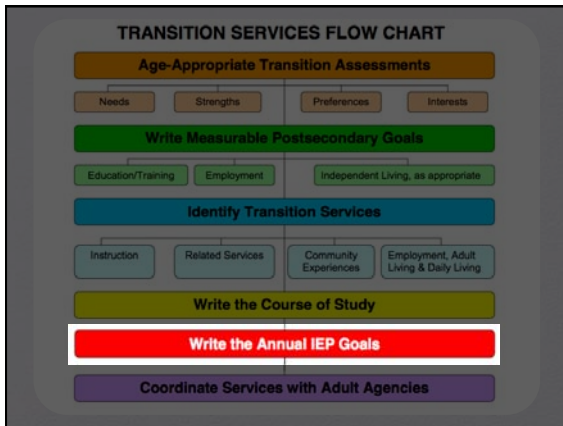 TRANSITION SERVICES FLOW CHART
Age-Appropriate Transition Assessments
Needs
Strengths
Preferences
Interests
Write Measurable Postsecondary Goals
Education/Training
Employment
Independent Living, as appropriate
Identify Transition Services
Instruction
Related Services
Community
Experiences
Employment, Adult
Living & Daily Living
Write the Course of Study
Write the Annual IEP Goals
Coordinate Services with Adult Agencies